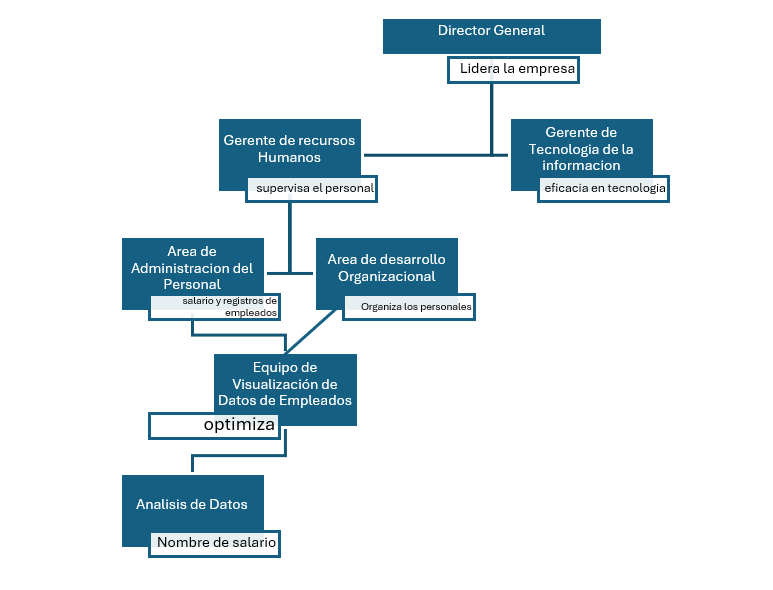 Director General
Lidera la empresa
Gerente de recursos
Humanos
supervisa el personal
Gerente de
Tecnologia de la
informacion
eficacia en tecnologia
Area de
Administracion del
Personal
salario y registros de
empleados
Area de desarrollo
Organizacional
Organiza los personales
Equipo de
Visualización de
Datos de Empleados
optimiza
Analisis de Datos
Nombre de salario